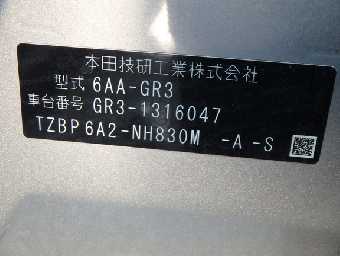 本田技研工業株式会社
型式 6AA-GR3
車台番号 GR3-1316047
TZBP6A2-NH830M -A-S